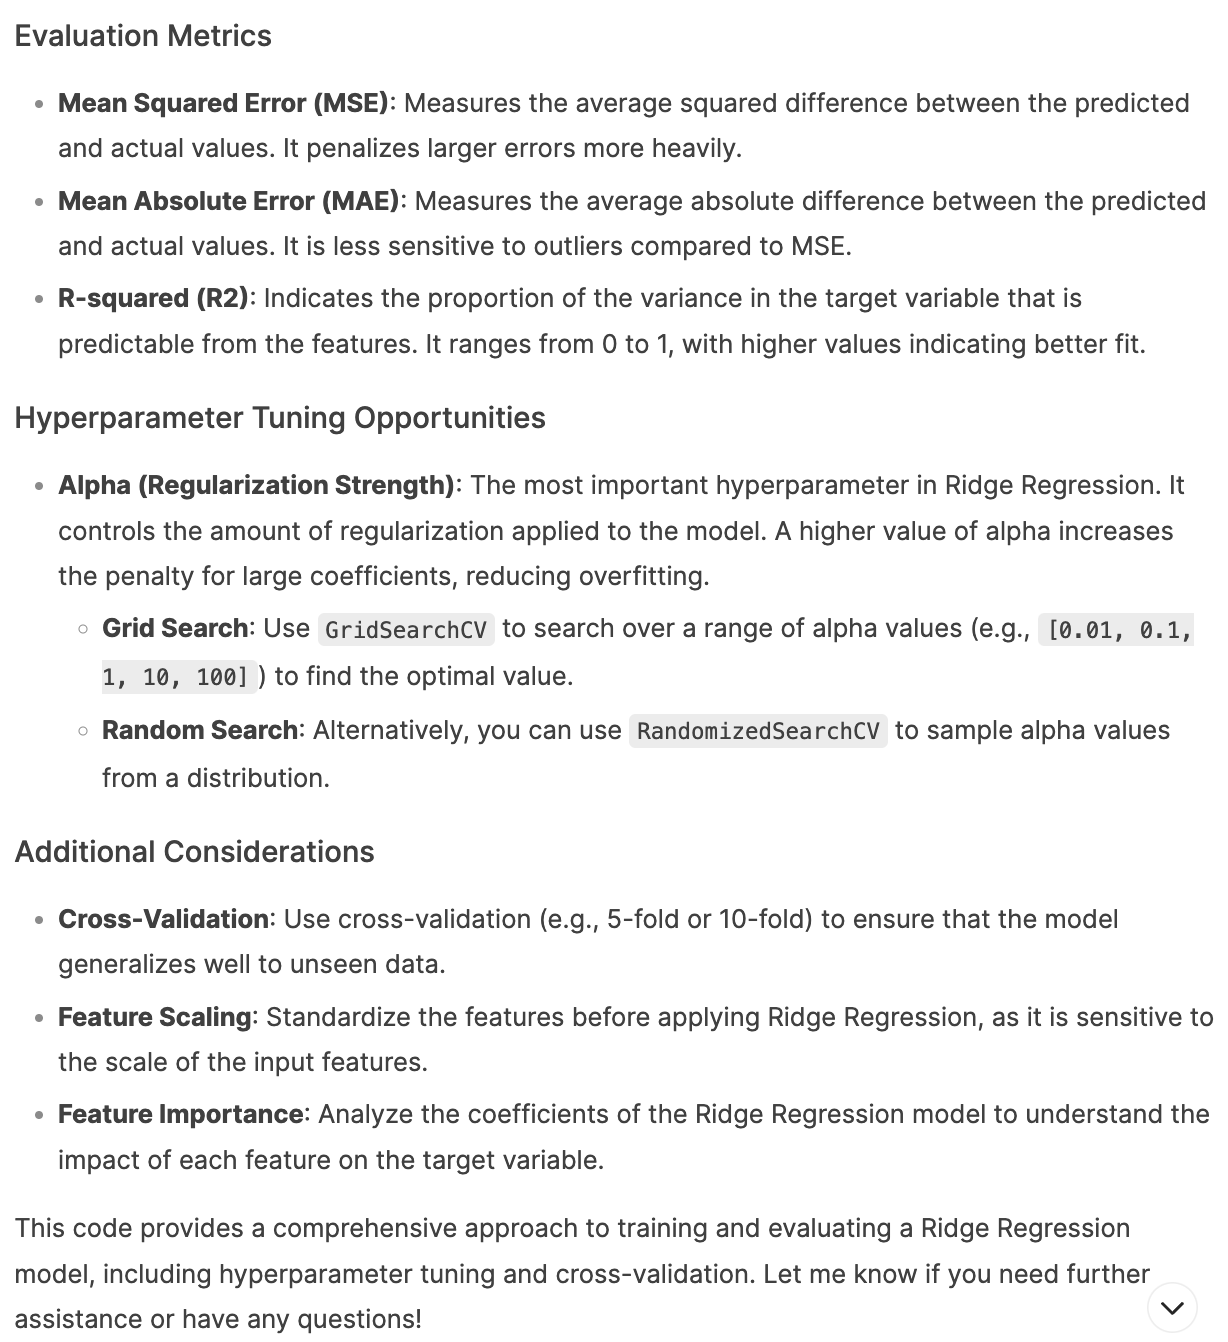 Evaluation Metrics
• Mean Squared Error (MSE): Measures the average squared difference between the predicted
and actual values. It penalizes larger errors more heavily.
• Mean Absolute Error (MAE): Measures the average absolute difference between the predicted
and actual values. It is less sensitive to outliers compared to MSE.
• R-squared (R2): Indicates the proportion of the variance in the target variable that is
predictable from the features. It ranges from 0 to 1, with higher values indicating better fit.
Hyperparameter Tuning Opportunities
• Alpha (Regularization Strength): The most important hyperparameter in Ridge Regression. It
controls the amount of regularization applied to the model. A higher value of alpha increases
the penalty for large coefficients, reducing overfitting.
◦ Grid Search: Use GridSearchCV to search over a range of alpha values (e.g., [0.01, 0.1,
1, 10, 100]) to find the optimal value.
◦ Random Search: Alternatively, you can use RandomizedSearchCV to sample alpha values
from a distribution.
Additional Considerations
• Cross-Validation: Use cross-validation (e.g., 5-fold or 10-fold) to ensure that the model
generalizes well to unseen data.
• Feature Scaling: Standardize the features before applying Ridge Regression, as it is sensitive to
the scale of the input features.
• Feature Importance: Analyze the coefficients of the Ridge Regression model to understand the
impact of each feature on the target variable.
This code provides a comprehensive approach to training and evaluating a Ridge Regression
model, including hyperparameter tuning and cross-validation. Let me know if you need further
assistance or have any questions!